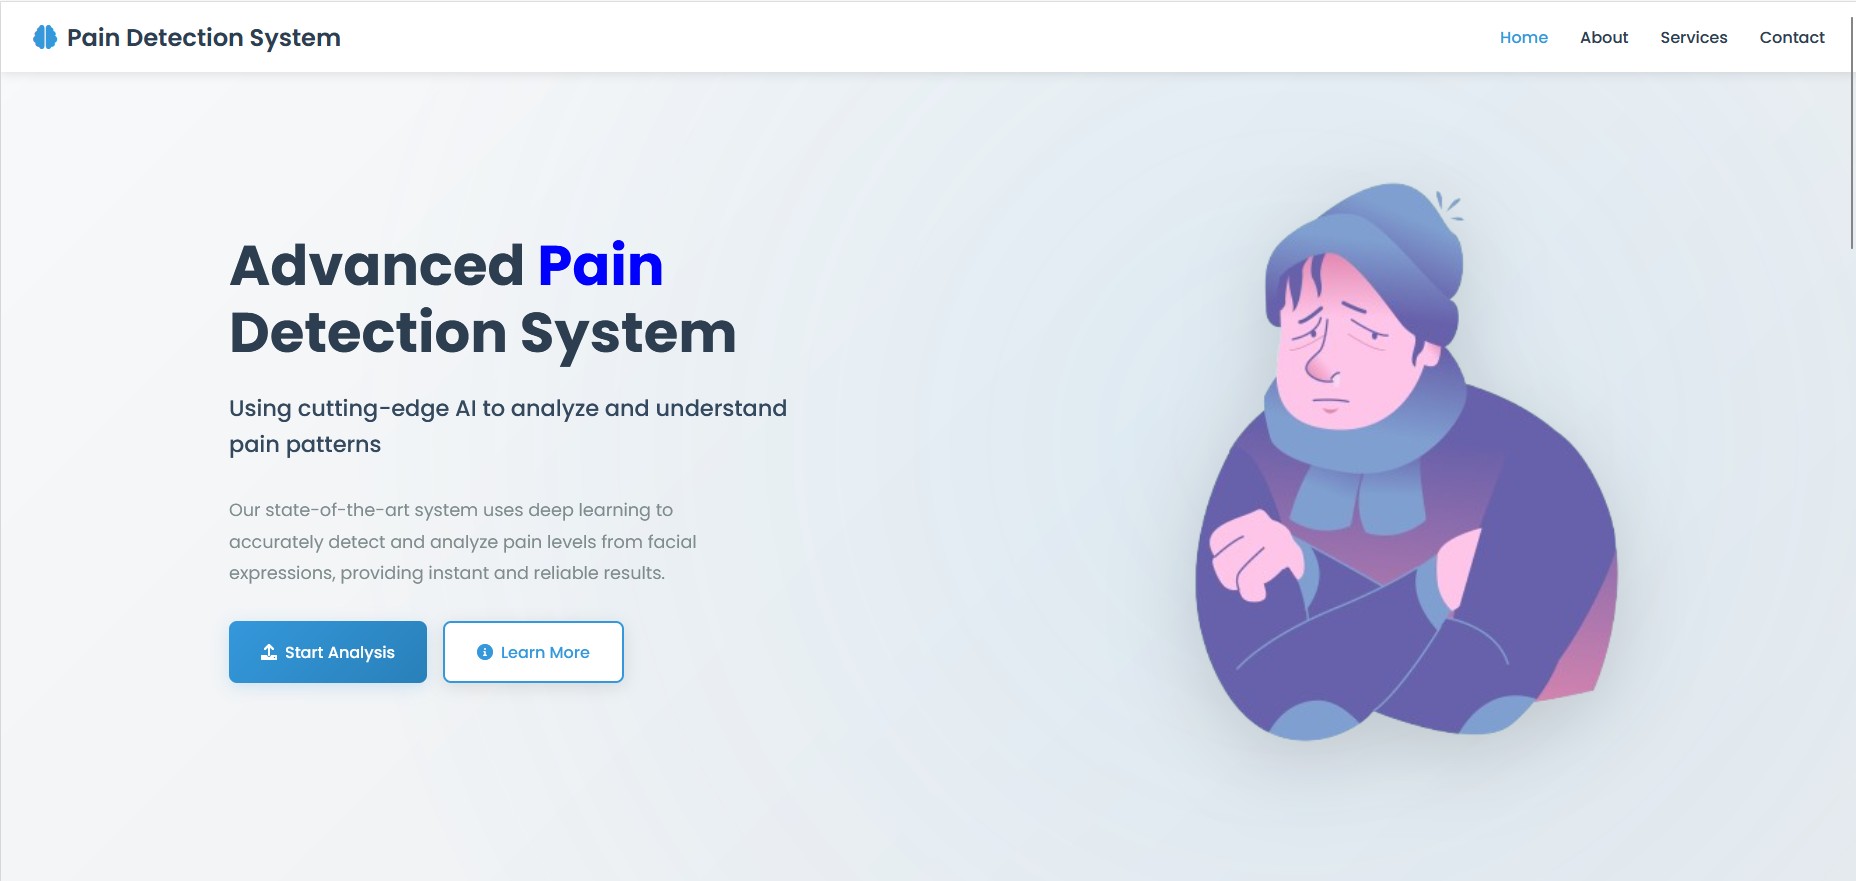 Pain Detection System
Home About Services Contact
Advanced Pain
Detection System
Using cutting-edge AI to analyze and understand
pain patterns
Our state-of-the-art system uses deep learning to
accurately detect and analyze pain levels from facial
expressions, providing instant and reliable results.
Start Analysis
Learn More